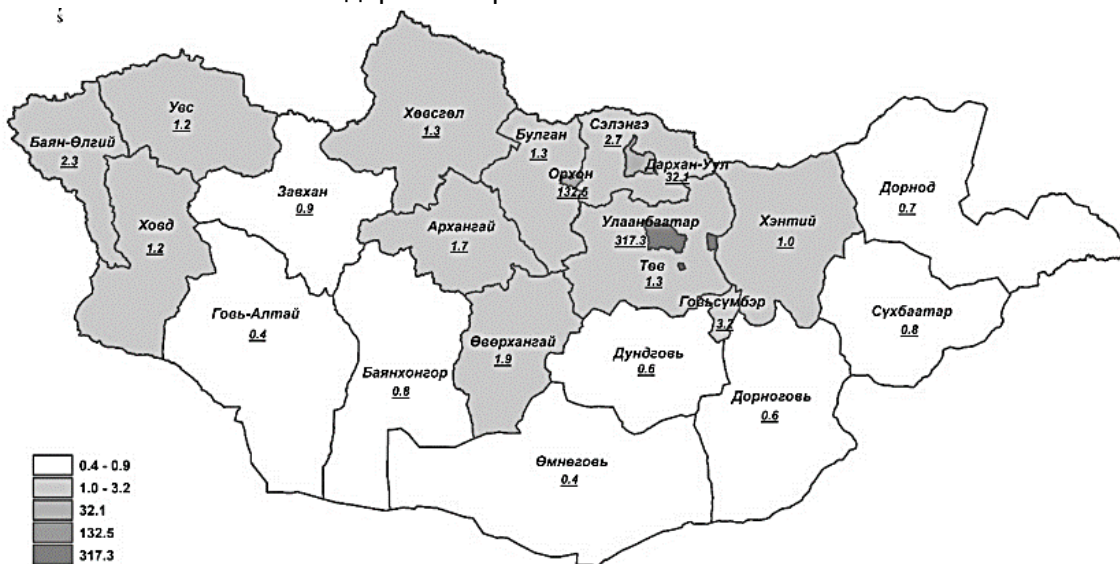 Увс
1.2
Баян-Өлгий
2.3
Ховд
1.2
Завхан
0.9
Хөвсгөл
1.3
Булган
1.3
Орхон
132.5
Сэлэнгэ
2.7
Дархан-Уул
32.1
Архангай
1.7
Улаанбаатар
317.3
Төв
1.3
Хэнтий
1.0
Дорнод
0.7
Сүхбаатар
0.8
Говьсүмбэр
3.2
Говь-Алтай
0.4
Баянхонгор
0.8
Өвөрхангай
1.9
Дундговь
0.6
Дорноговь
0.6
Өмнөговь
0.4
0.4 - 0.9
1.0 - 3.2
32.1
132.5
317.3